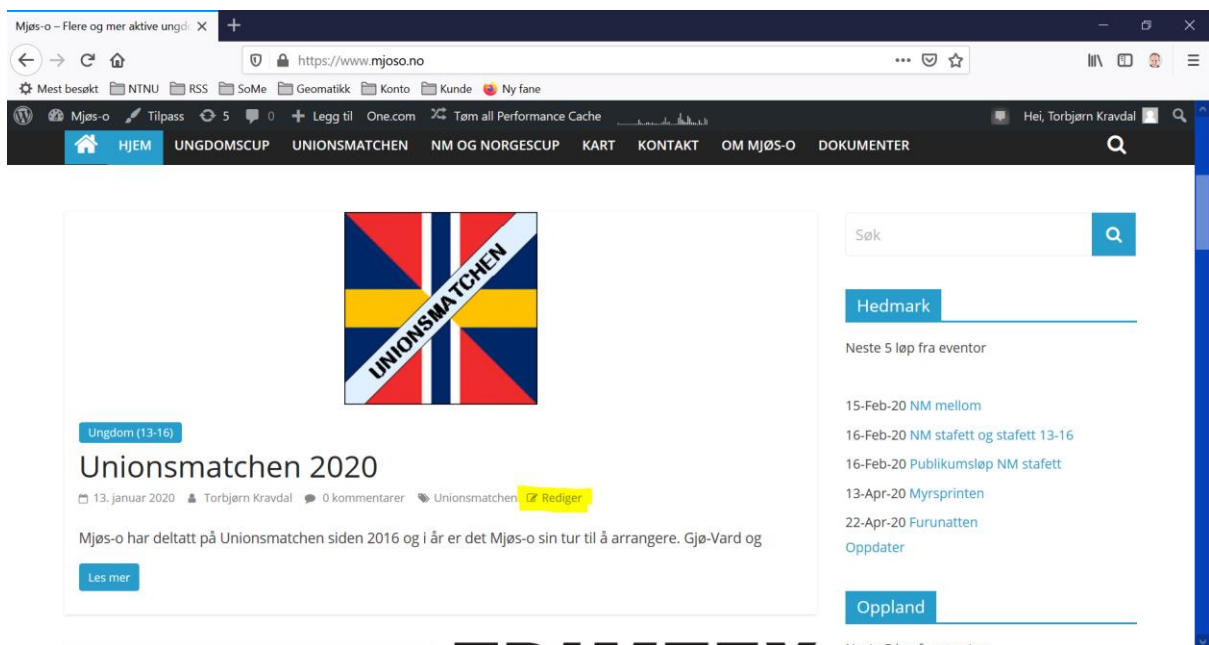 Mjøs-o – Flere og mer aktive ungd
https://www.mjoso.no
Mest besøkt NTNU RSS SoMe Geomatikk Konto Kunde Ny fane
Mjøs-o Tilpass 5 0 Legg til One.com Tøm all Performance Cache Hei, Torbjørn Kravdal
HJEM UNGDOMSCUP UNIONSMATCHEN NM OG NORGESCUP KART KONTAKT OM MJØS-O DOKUMENTER
UNIONSMATCHEN
Ungdom (13-16)
Unionsmatchen 2020
13. januar 2020 Torbjørn Kravdal 0 kommentarer Unionsmatchen Rediger
Mjøs-o har deltatt på Unionsmatchen siden 2016 og i år er det Mjøs-o sin tur til å arrangere. Gjø-Vard og
Les mer
Søk
Hedmark
Neste 5 løp fra eventor
15-Feb-20 NM mellom
16-Feb-20 NM stafett og stafett 13-16
16-Feb-20 Publikumsløp NM stafett
13-Apr-20 Myrsprinten
22-Apr-20 Furunatten
Oppdater
Oppland